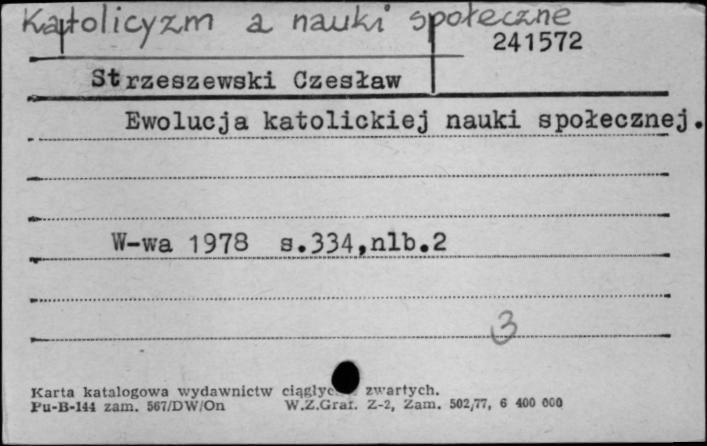 Katolicyzm a nauki społeczne
241572
Strzeszewski Czesław
Ewolucja katolickiej nauki społecznej.
W-wa 1978 s.334,nlb.2
3
Karta katalogowa wydawnictw zwartych.
Pu-B-144 zam. 567/DW/On W.Z.Graf. Z-2, Zam. 502/77, 6 400 000